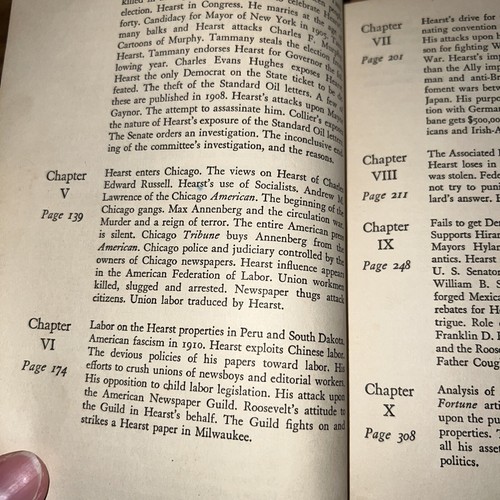 election. Hearst in Congress. He marries at the age
forty. Candidacy for Mayor of New York in 1905.
many balks and Hearst attacks Charles F. Murphy.
Cartoons of Murphy. Tammany steals the election
Hearst. Tammany endorses Hearst for Governor the
lowing year. Charles Evans Hughes exposes Hearst.
Hearst the only Democrat on the State ticket to be
feated. The theft of the Standard Oil letters. A few of
these are published in 1908. Hearst's attacks upon Mayor
Gaynor. The attempt to assassinate him. Collier's exposes
the nature of Hearst's exposure of the Standard Oil letters.
The Senate orders an investigation. The inconclusive end-
ing of the committee's investigation, and the reasons.
Chapter
V
Page 139
Hearst enters Chicago. The views on Hearst of Charles
Edward Russell. Hearst's use of Socialists, Andrew M.
Lawrence of the Chicago American. The beginning of the
Chicago gangs. Max Annenberg and the circulation war.
Murder and a reign of terror. The entire American press
is silent. Chicago Tribune buys Annenberg from the
American. Chicago police and judiciary controlled by the
owners of Chicago newspapers. Hearst influence appears
in the American Federation of Labor. Union workmen
killed, slugged and arrested. Newspaper thugs attack
citizens. Union labor traduced by Hearst.
Chapter
VI
Page 174
Labor on the Hearst properties in Peru and South Dakota.
American fascism in 1910. Hearst exploits Chinese labor.
The devious policies of his papers toward labor. His
efforts to crush unions of newsboys and editorial workers.
His opposition to child labor legislation. His attack upon
the American Newspaper Guild. Roosevelt's attitude to
the Guild in Hearst's behalf. The Guild fights on and
strikes a Hearst paper in Milwaukee.
Chapter
VII
Page 201
Hearst's drive for
nating convention
His attacks upon
son for fighting
War. Hearst's imp
than the Ally imp
man and anti-Br
foment wars betw
Japan. His purpo
tion with German
bane gets $500,00
icans and Irish-A
Chapter
VIII
Page 211
The Associated
Hearst loses in
was stolen. Fede
not try to pun
lard's answer.
Chapter
IX
Page 248
Fails to get De
Supports Hiran
Mayors Hylan
antics. Hearst
U. S. Senator
William B. S
forged Mexica
rebates for He
trigue. Role
Franklin D.
and the Roose
Father Coug
Chapter
X
Page 308
Analysis of
Fortune arti
upon the pu
properties.
all his asset
politics.